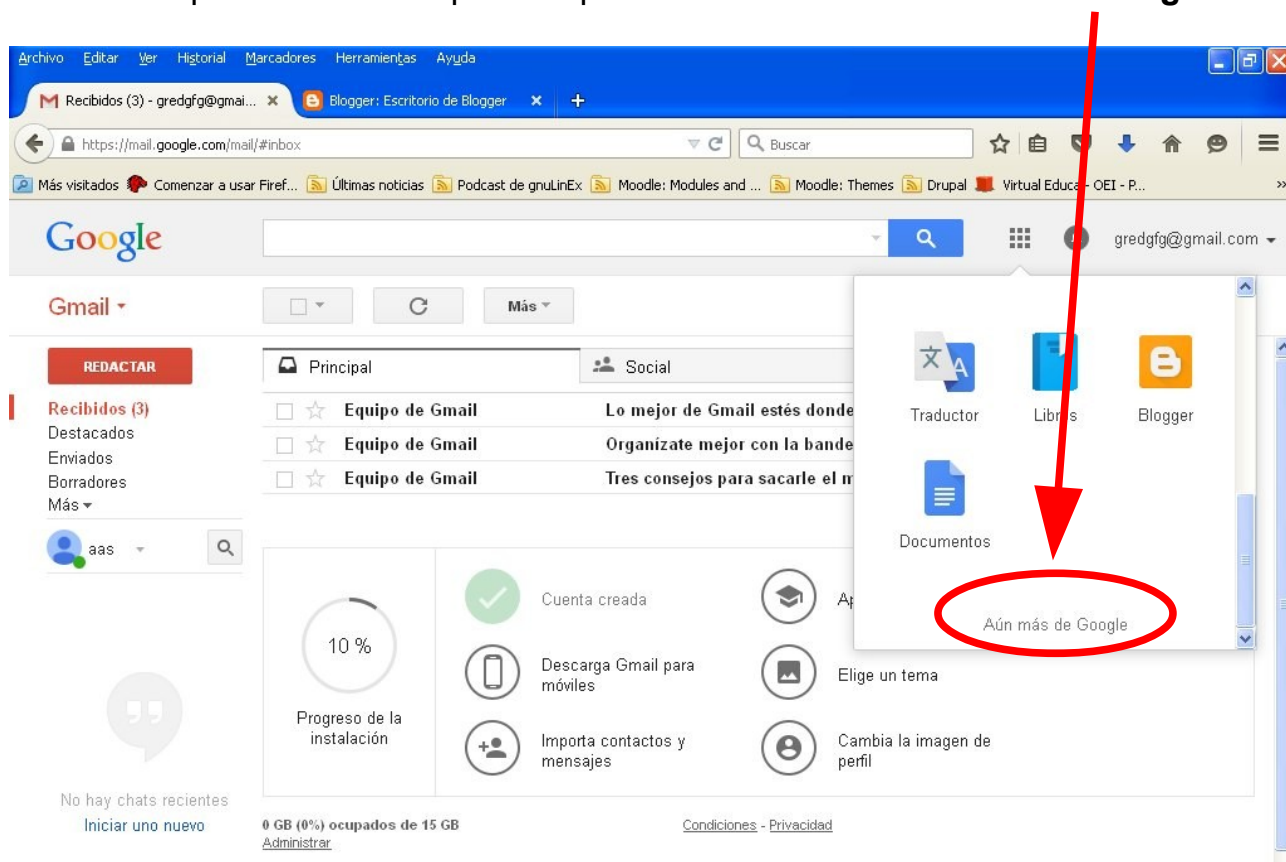 Archivo Editar Ver Historial Marcadores Herramientas Ayuda
Recibidos (3) - gredgfg@gmai... Blogger: Escritorio de Blogger
https://mail.google.com/mail/#inbox Buscar
Más visitados Comenzar a usar Firef... Últimas noticias Podcast de gnuLinEx Moodle: Modules and ... Moodle: Themes Drupal Virtual Educa - OEI - P...
Google gredgfg@gmail.com
Gmail Más
REDACTAR
Principal Social
Recibidos (3)
Destacados
Enviados
Borradores
Más
aas
Equipo de Gmail Lo mejor de Gmail estés donde
Equipo de Gmail Organízate mejor con la bande
Equipo de Gmail Tres consejos para sacarle el m
Traductor Libros Blogger
Documentos
Aún más de Google
10 %
Progreso de la
instalación
Cuenta creada
Descarga Gmail para
móviles
Elige un tema
Importa contactos y
mensajes
Cambia la imagen de
perfil
No hay chats recientes
Iniciar uno nuevo
0 GB (0%) ocupados de 15 GB
Administrar
Condiciones - Privacidad